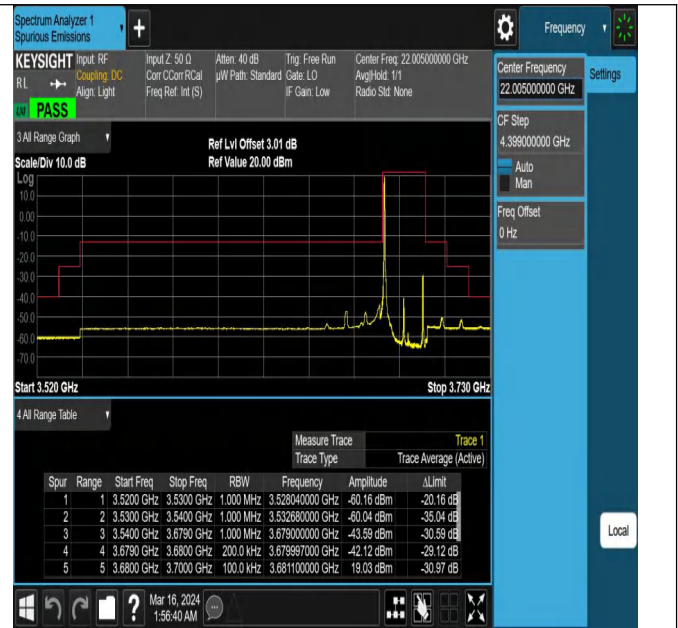 Spectrum Analyzer 1
Spurious Emissions
+
Frequency
KEYSIGHT Input: RF Input Z: 50 Ω Atten: 40 dB Trig: Free Run Center Freq: 22.005000000 GHz
RL Coupling: DC Corr CCorr RCal µW Path: Standard Gate: LO Avg|Hold: 1/1
Align: Light Freq Ref: Int (S) IF Gain: Low Radio Std: None
LXI PASS
Center Frequency
22.005000000 GHz
Settings
CF Step
4.399000000 GHz
Auto
Man
Freq Offset
0 Hz
3 All Range Graph
Ref Lvl Offset 3.01 dB
Scale/Div 10.0 dB Ref Value 20.00 dBm
Log
10.0
0.00
-10.0
-20.0
-30.0
-40.0
-50.0
-60.0
-70.0
Start 3.520 GHz Stop 3.730 GHz
4 All Range Table
Measure Trace Trace 1
Trace Type Trace Average (Active)
Spur Range Start Freq Stop Freq RBW Frequency Amplitude ΔLimit
1 1 3.5200 GHz 3.5300 GHz 1.000 MHz 3.528040000 GHz -60.16 dBm -20.16 dB
2 2 3.5300 GHz 3.5400 GHz 1.000 MHz 3.532680000 GHz -60.04 dBm -35.04 dB
3 3 3.5400 GHz 3.6790 GHz 1.000 MHz 3.679000000 GHz -43.59 dBm -30.59 dB
4 4 3.6790 GHz 3.6800 GHz 200.0 kHz 3.679997000 GHz -42.12 dBm -29.12 dB
5 5 3.6800 GHz 3.7000 GHz 100.0 kHz 3.681100000 GHz 19.03 dBm -30.97 dB
Local
? Mar 16, 2024
1:56:40 AM